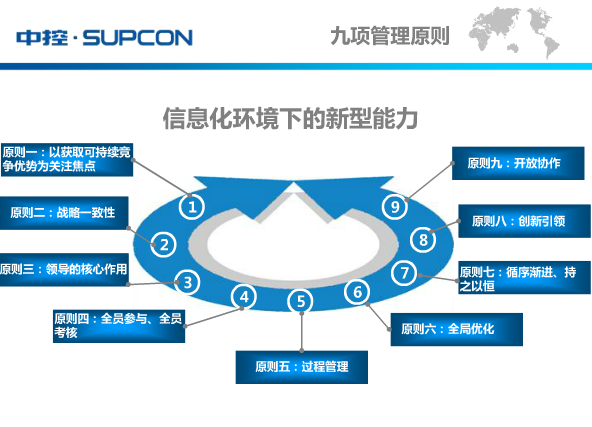 中控·SUPCON
九项管理原则
信息化环境下的新型能力
原则一：以获取可持续竞
争优势为关注焦点
原则二：战略一致性
原则三：领导的核心作用
原则四：全员参与、全员
考核
原则五：过程管理
原则六：全局优化
原则七：循序渐进、持
之以恒
原则八：创新引领
原则九：开放协作
1
2
3
4
5
6
7
8
9